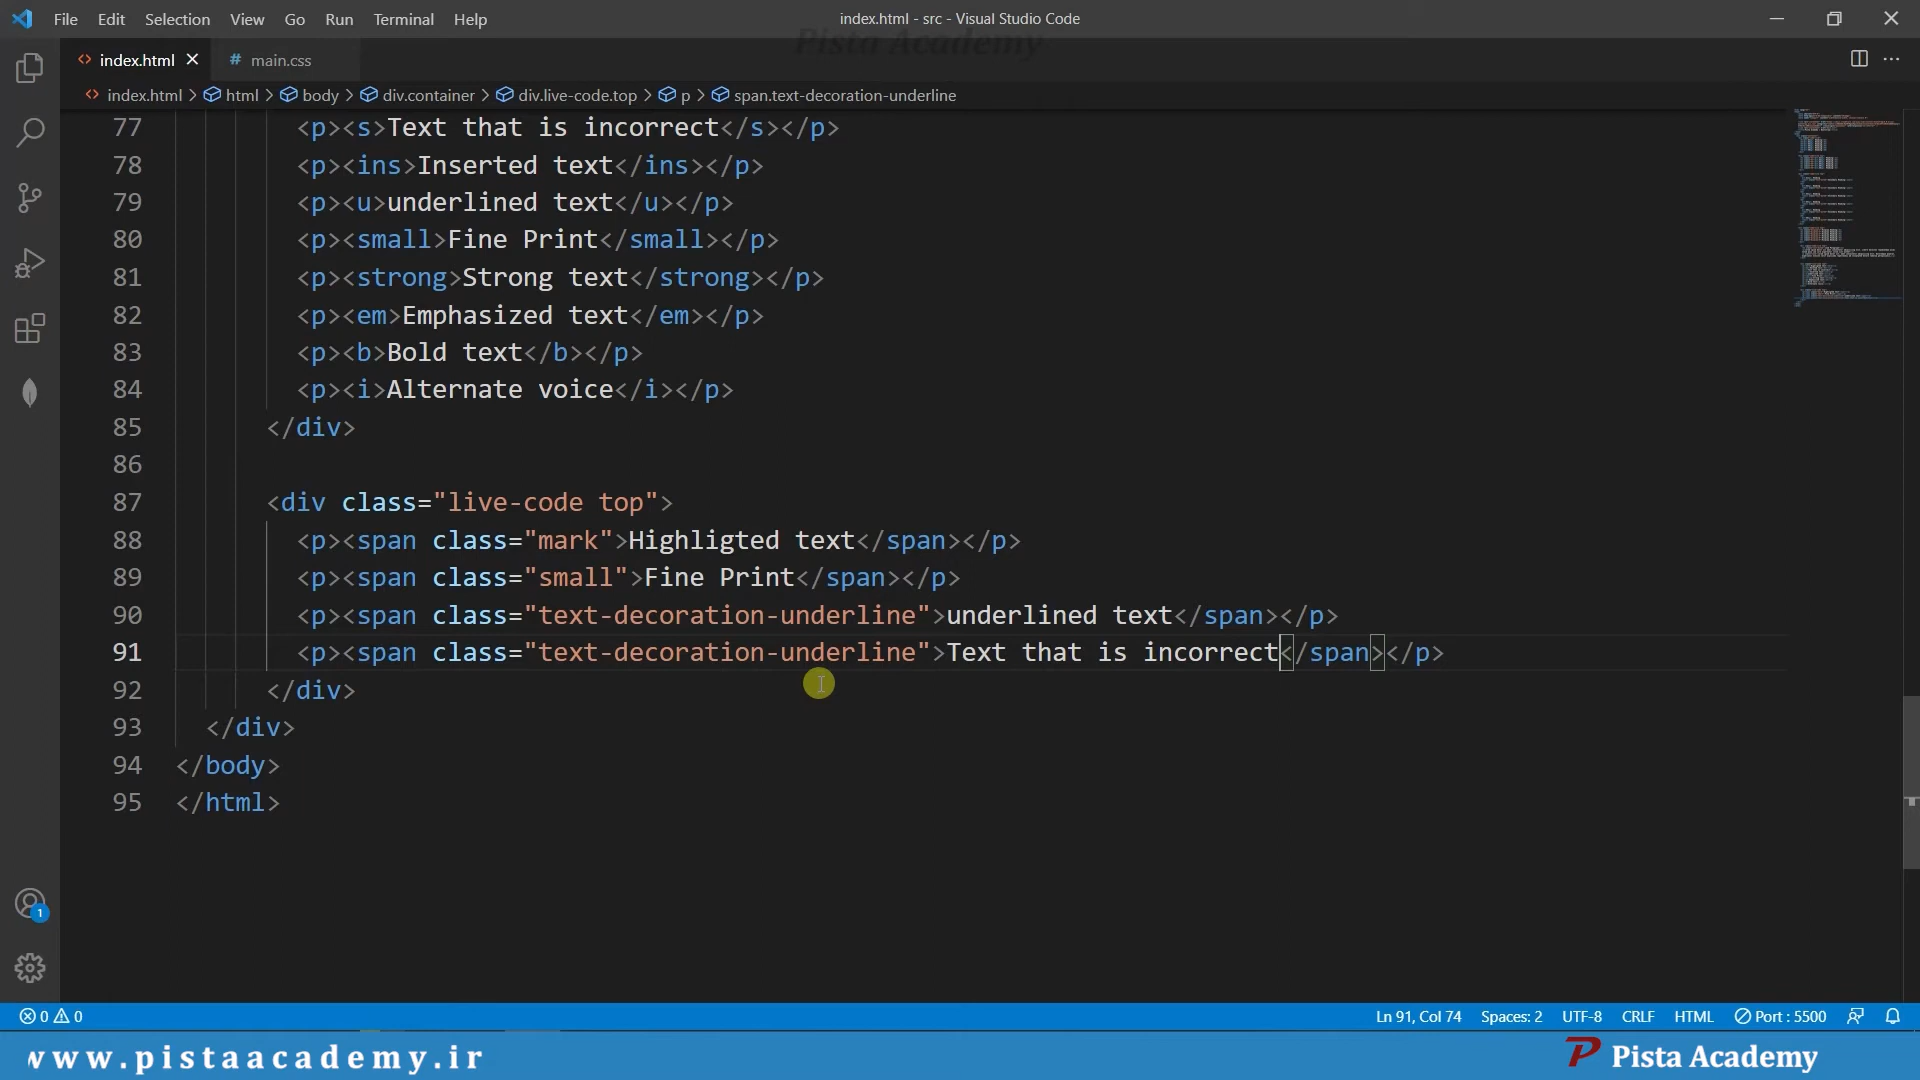 File Edit Selection View Go Run Terminal Help
index.html - src - Visual Studio Code
Pista Academy
index.html
# main.css
index.html > html > body > div.container > div.live-code.top > p > span.text-decoration-underline
77 <p><s>Text that is incorrect</s></p>
78 <p><ins>Inserted text</ins></p>
79 <p><u>underlined text</u></p>
80 <p><small>Fine Print</small></p>
81 <p><strong>Strong text</strong></p>
82 <p><em>Emphasized text</em></p>
83 <p><b>Bold text</b></p>
84 <p><i>Alternate voice</i></p>
85 </div>
86
87 <div class="live-code top">
88 <p><span class="mark">Highligted text</span></p>
89 <p><span class="small">Fine Print</span></p>
90 <p><span class="text-decoration-underline">underlined text</span></p>
91 <p><span class="text-decoration-underline">Text that is incorrect</span></p>
92 </div>
93 </div>
94 </body>
95 </html>
1
0 0
Ln 91, Col 74 Spaces: 2 UTF-8 CRLF HTML Port : 5500
www.pistaacademy.ir
Pista Academy